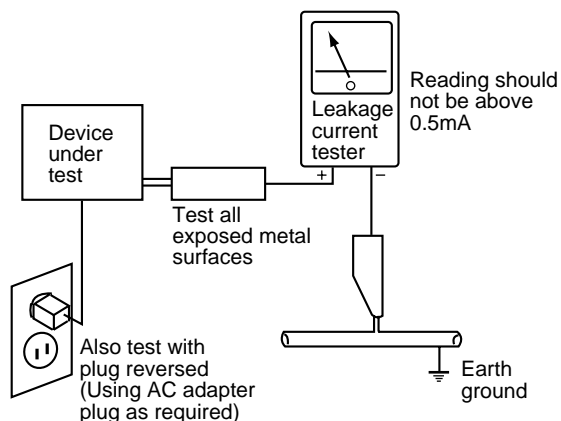 Device
under
test
Leakage
current
tester
+ −
Reading should
not be above
0.5mA
Test all
exposed metal
surfaces
Also test with
plug reversed
(Using AC adapter
plug as required)
Earth
ground